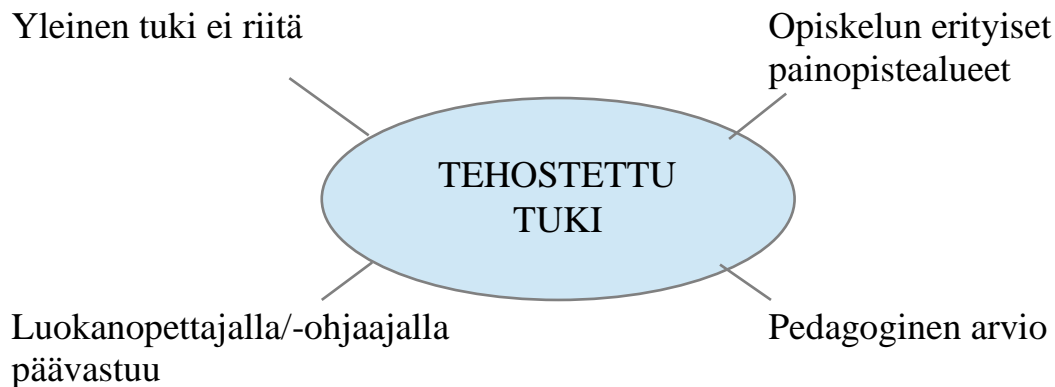 Yleinen tuki ei riitä
Opiskelun erityiset
painopistealueet
TEHOSTETTU
TUKI
Luokanopettajalla/-ohjaajalla
päävastuu
Pedagoginen arvio